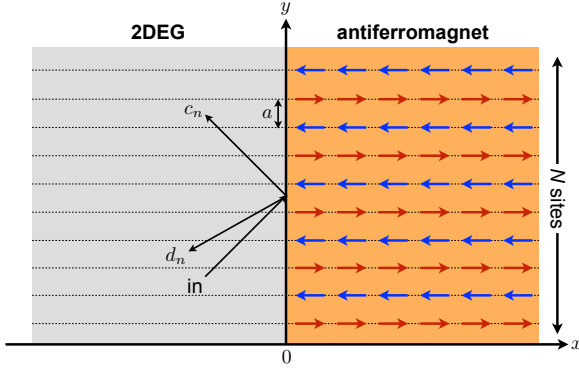 2DEG
y
antiferromagnet
c_n
a
d_n
in
N sites
0
x